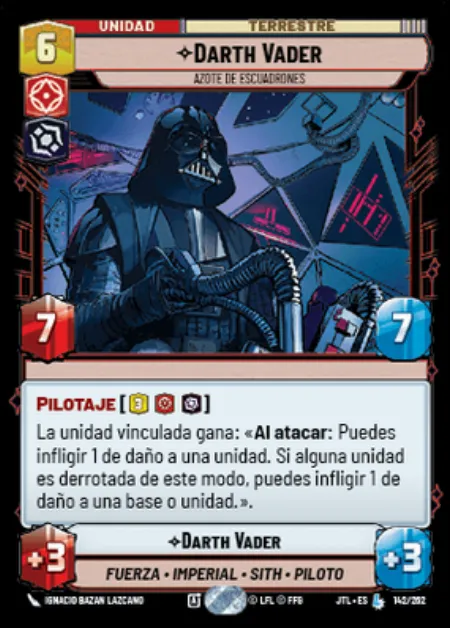 UNIDAD
TERRESTRE
6
DARTH VADER
AZOTE DE ESCUADRONES
7
7
PILOTAJE [3]
La unidad vinculada gana: «Al atacar: Puedes
infligir 1 de daño a una unidad. Si alguna unidad
es derrotada de este modo, puedes infligir 1 de
daño a una base o unidad.».
+3
DARTH VADER
+3
FUERZA • IMPERIAL • SITH • PILOTO
IGNACIO BAZAN LAZCANO
© LFL © FFG
JTL • ES
142/262